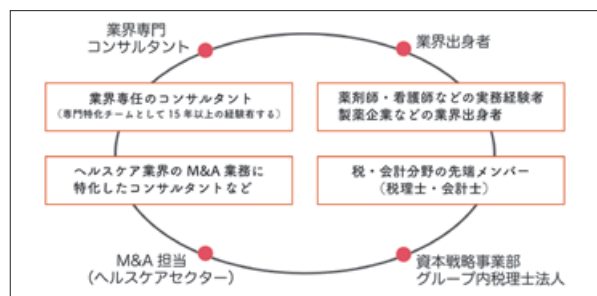 業界専門
コンサルタント
業界出身者
業界専任のコンサルタント
（専門特化チームとして15年以上の経験有する）
薬剤師・看護師などの実務経験者
製薬企業などの業界出身者
ヘルスケア業界のM&A業務に
特化したコンサルタントなど
税・会計分野の先端メンバー
（税理士・会計士）
M&A担当
（ヘルスケアセクター）
資本戦略事業部
グループ内税理士法人